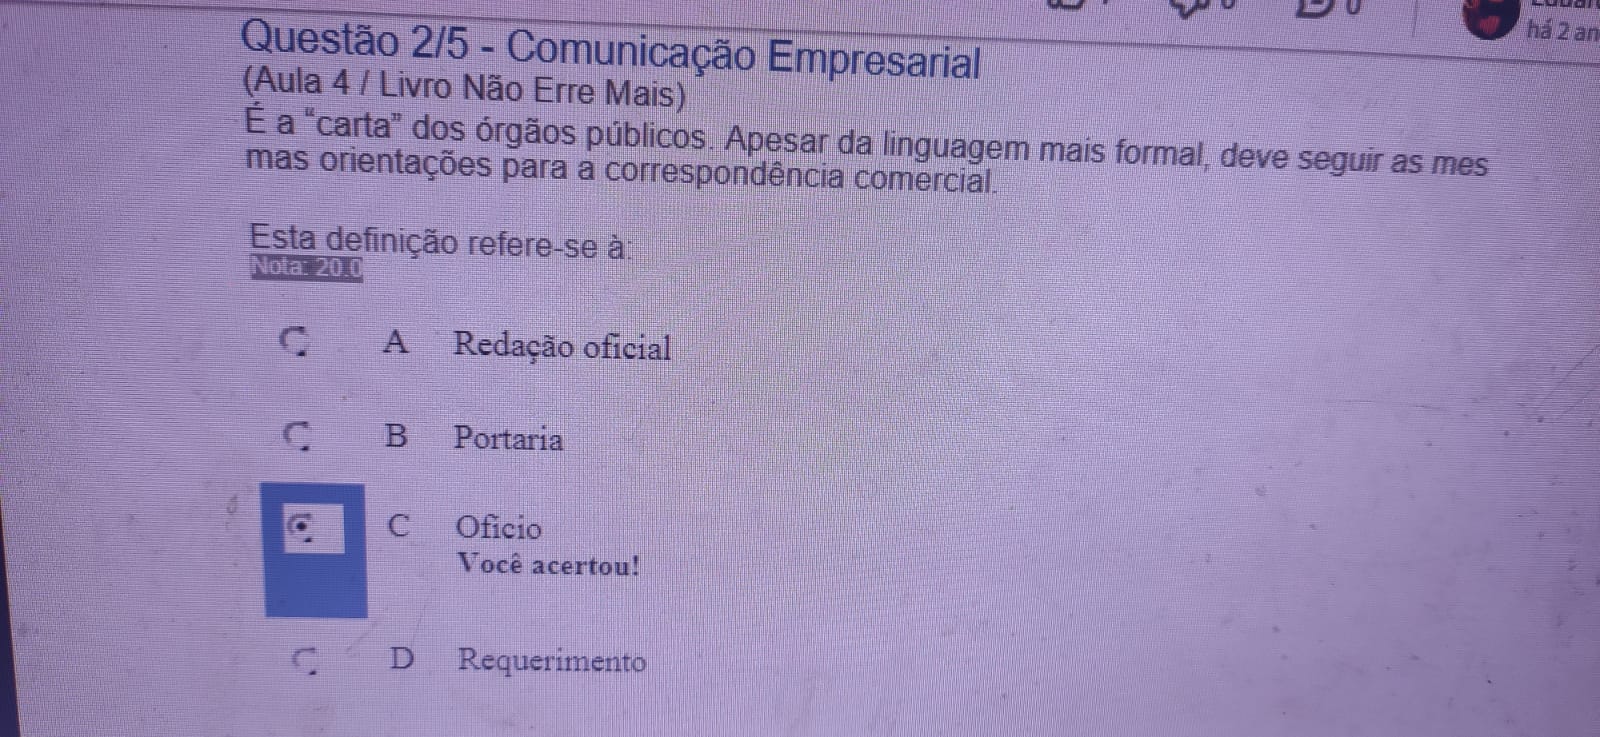 há 2 an
Questão 2/5 - Comunicação Empresarial
(Aula 4 / Livro Não Erre Mais)
É a “carta” dos órgãos públicos. Apesar da linguagem mais formal, deve seguir as mes
mas orientações para a correspondência comercial.
Esta definição refere-se à:
Nota: 20.0
A Redação oficial
B Portaria
C Ofício
Você acertou!
D Requerimento